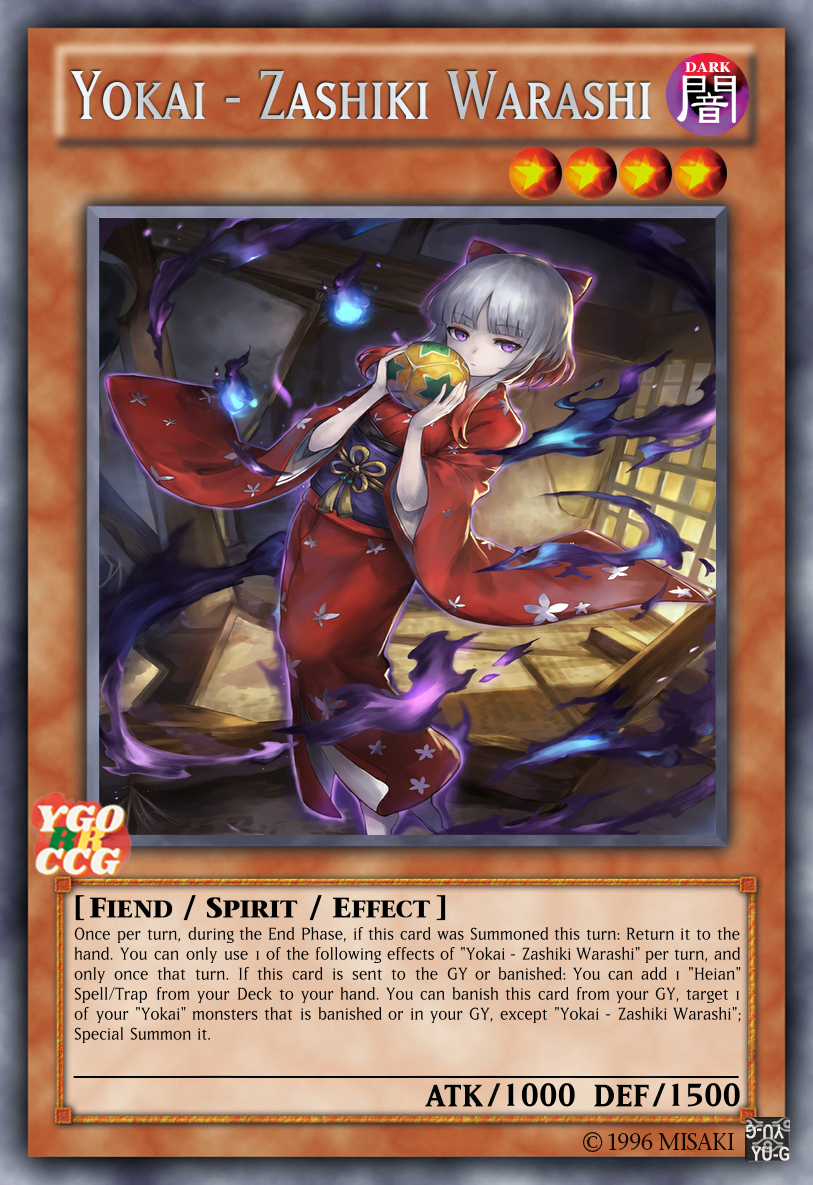 Yokai - Zashiki Warashi
DARK
闇
YGO
RR
CCG
[ Fiend / Spirit / Effect ]
Once per turn, during the End Phase, if this card was Summoned this turn: Return it to the
hand. You can only use 1 of the following effects of "Yokai - Zashiki Warashi" per turn, and
only once that turn. If this card is sent to the GY or banished: You can add 1 "Heian"
Spell/Trap from your Deck to your hand. You can banish this card from your GY, target 1
of your "Yokai" monsters that is banished or in your GY, except "Yokai - Zashiki Warashi";
Special Summon it.
ATK/1000 DEF/1500
© 1996 MISAKI
YU-G
YU-G